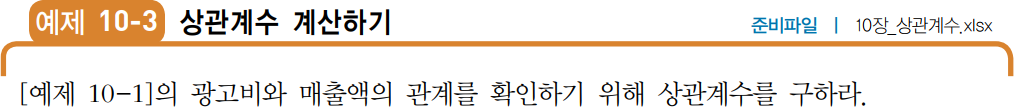 예제 10-3 상관계수 계산하기 준비파일 | 10장_상관계수.xlsx
[예제 10-1]의 광고비와 매출액의 관계를 확인하기 위해 상관계수를 구하라.